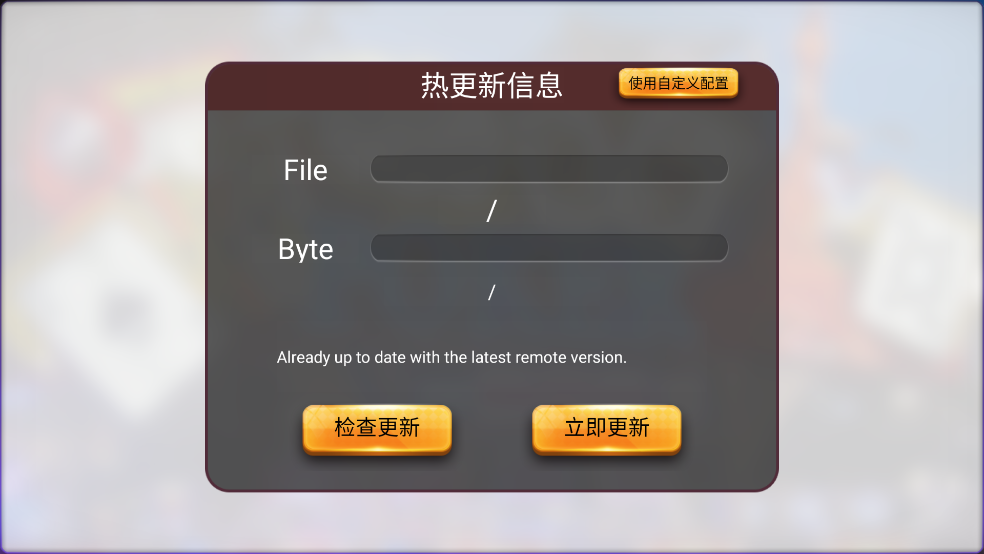 热更新信息
使用自定义配置
File
/
Byte
/
Already up to date with the latest remote version.
检查更新
立即更新